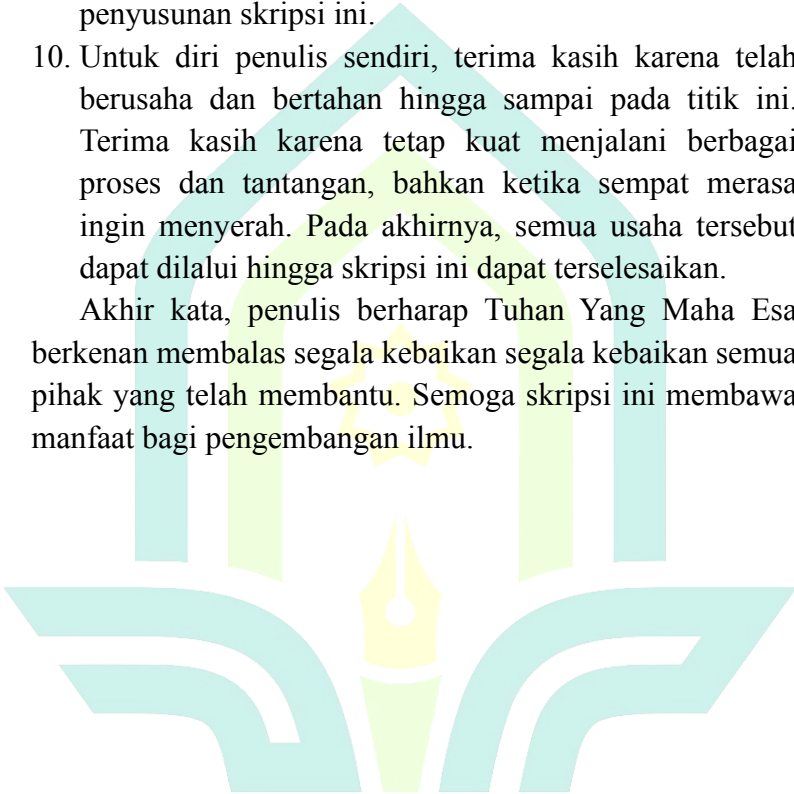 penyusunan skripsi ini.
10. Untuk diri penulis sendiri, terima kasih karena telah
berusaha dan bertahan hingga sampai pada titik ini.
Terima kasih karena tetap kuat menjalani berbagai
proses dan tantangan, bahkan ketika sempat merasa
ingin menyerah. Pada akhirnya, semua usaha tersebut
dapat dilalui hingga skripsi ini dapat terselesaikan.
Akhir kata, penulis berharap Tuhan Yang Maha Esa
berkenan membalas segala kebaikan segala kebaikan semua
pihak yang telah membantu. Semoga skripsi ini membawa
manfaat bagi pengembangan ilmu.